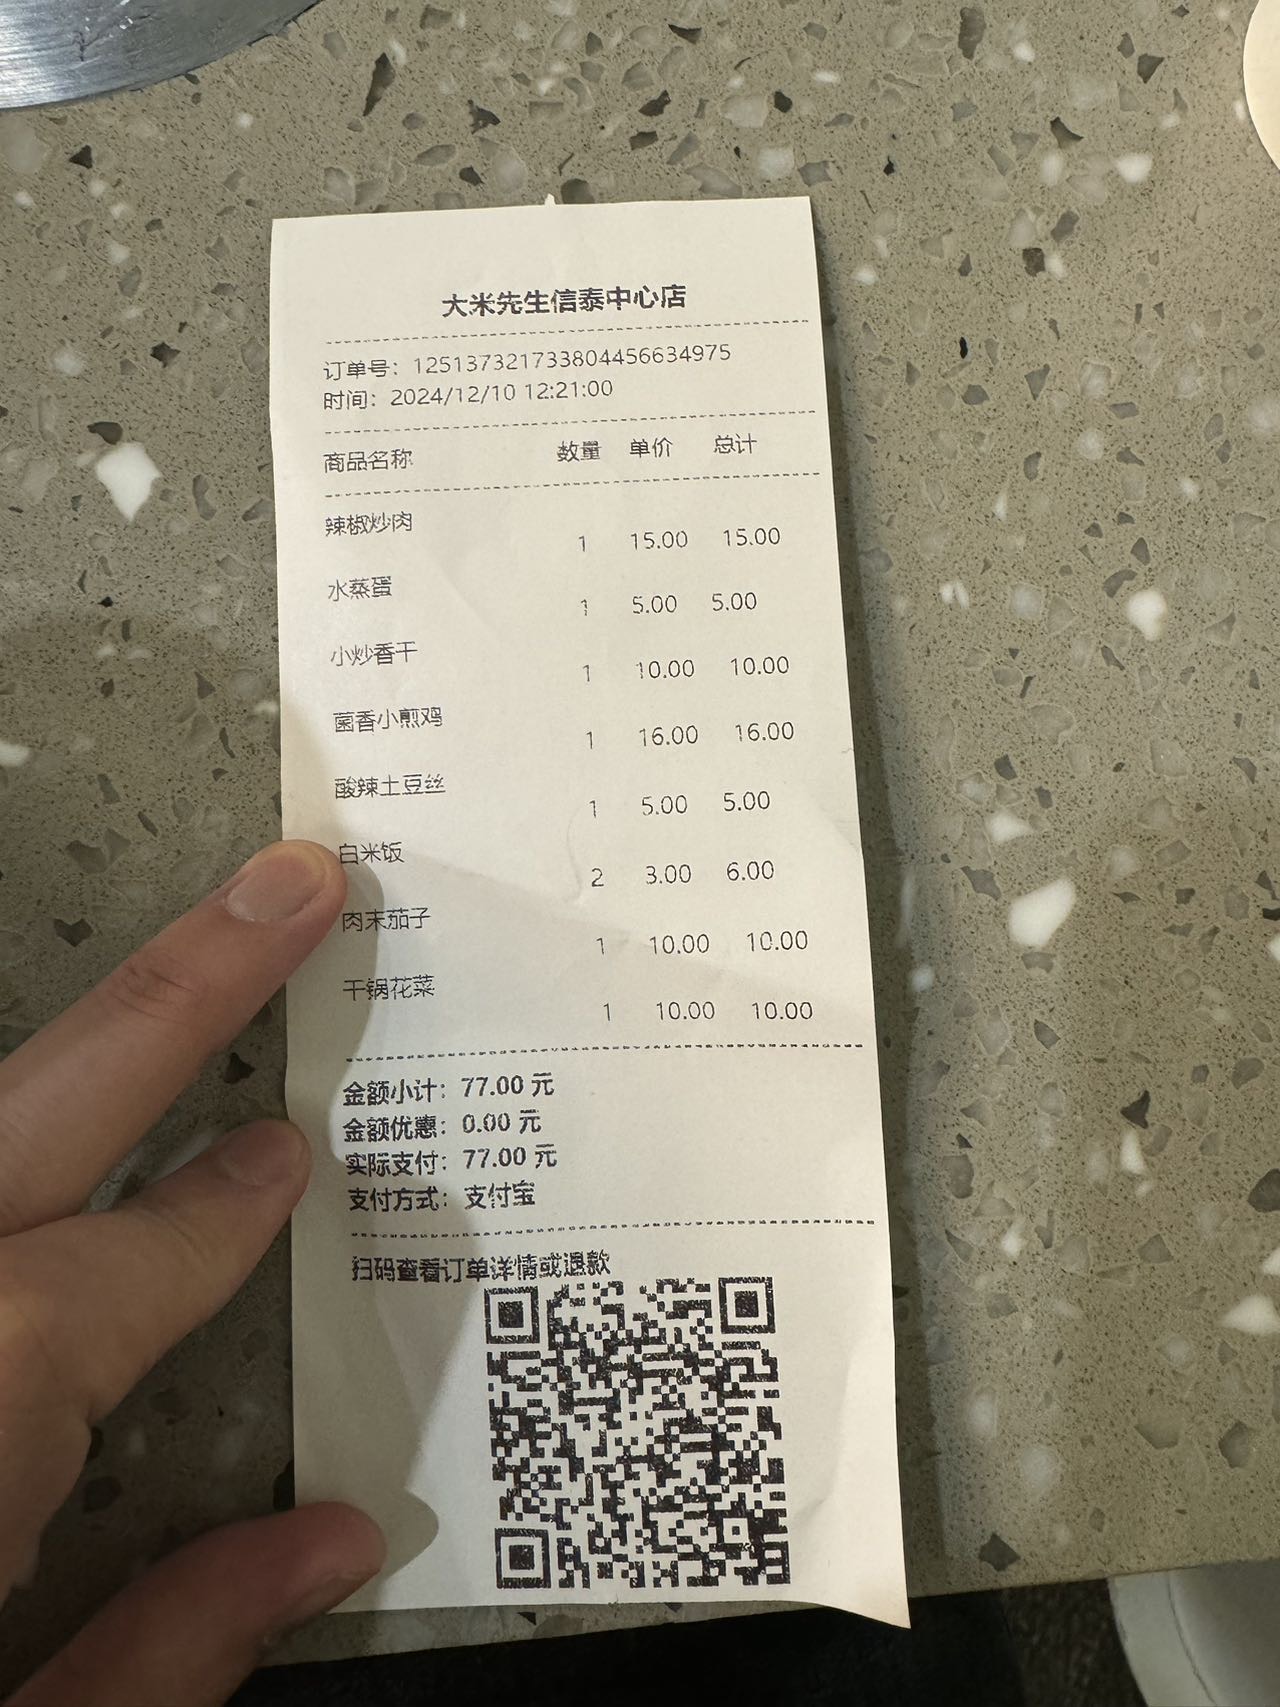 大米先生信泰中心店
订单号：125137321733804456634975
时间：2024/12/10 12:21:00
商品名称 数量 单价 总计
辣椒炒肉
1 15.00 15.00
水蒸蛋
1 5.00 5.00
小炒香干
1 10.00 10.00
菌香小煎鸡
1 16.00 16.00
酸辣土豆丝
1 5.00 5.00
白米饭
2 3.00 6.00
肉末茄子
1 10.00 10.00
干锅花菜
1 10.00 10.00
金额小计：77.00 元
金额优惠：0.00 元
实际支付：77.00 元
支付方式：支付宝
扫码查看订单详情或退款